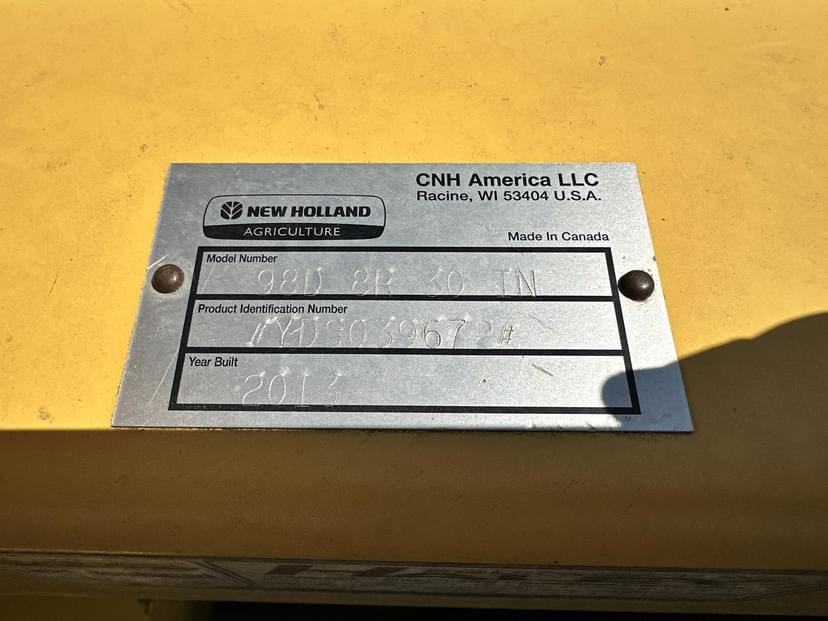 CNH America LLC
Racine, WI 53404 U.S.A.
NEW HOLLAND
AGRICULTURE
Made In Canada
Model Number
98D 8R 30 IN
Product Identification Number
Year Built
2013